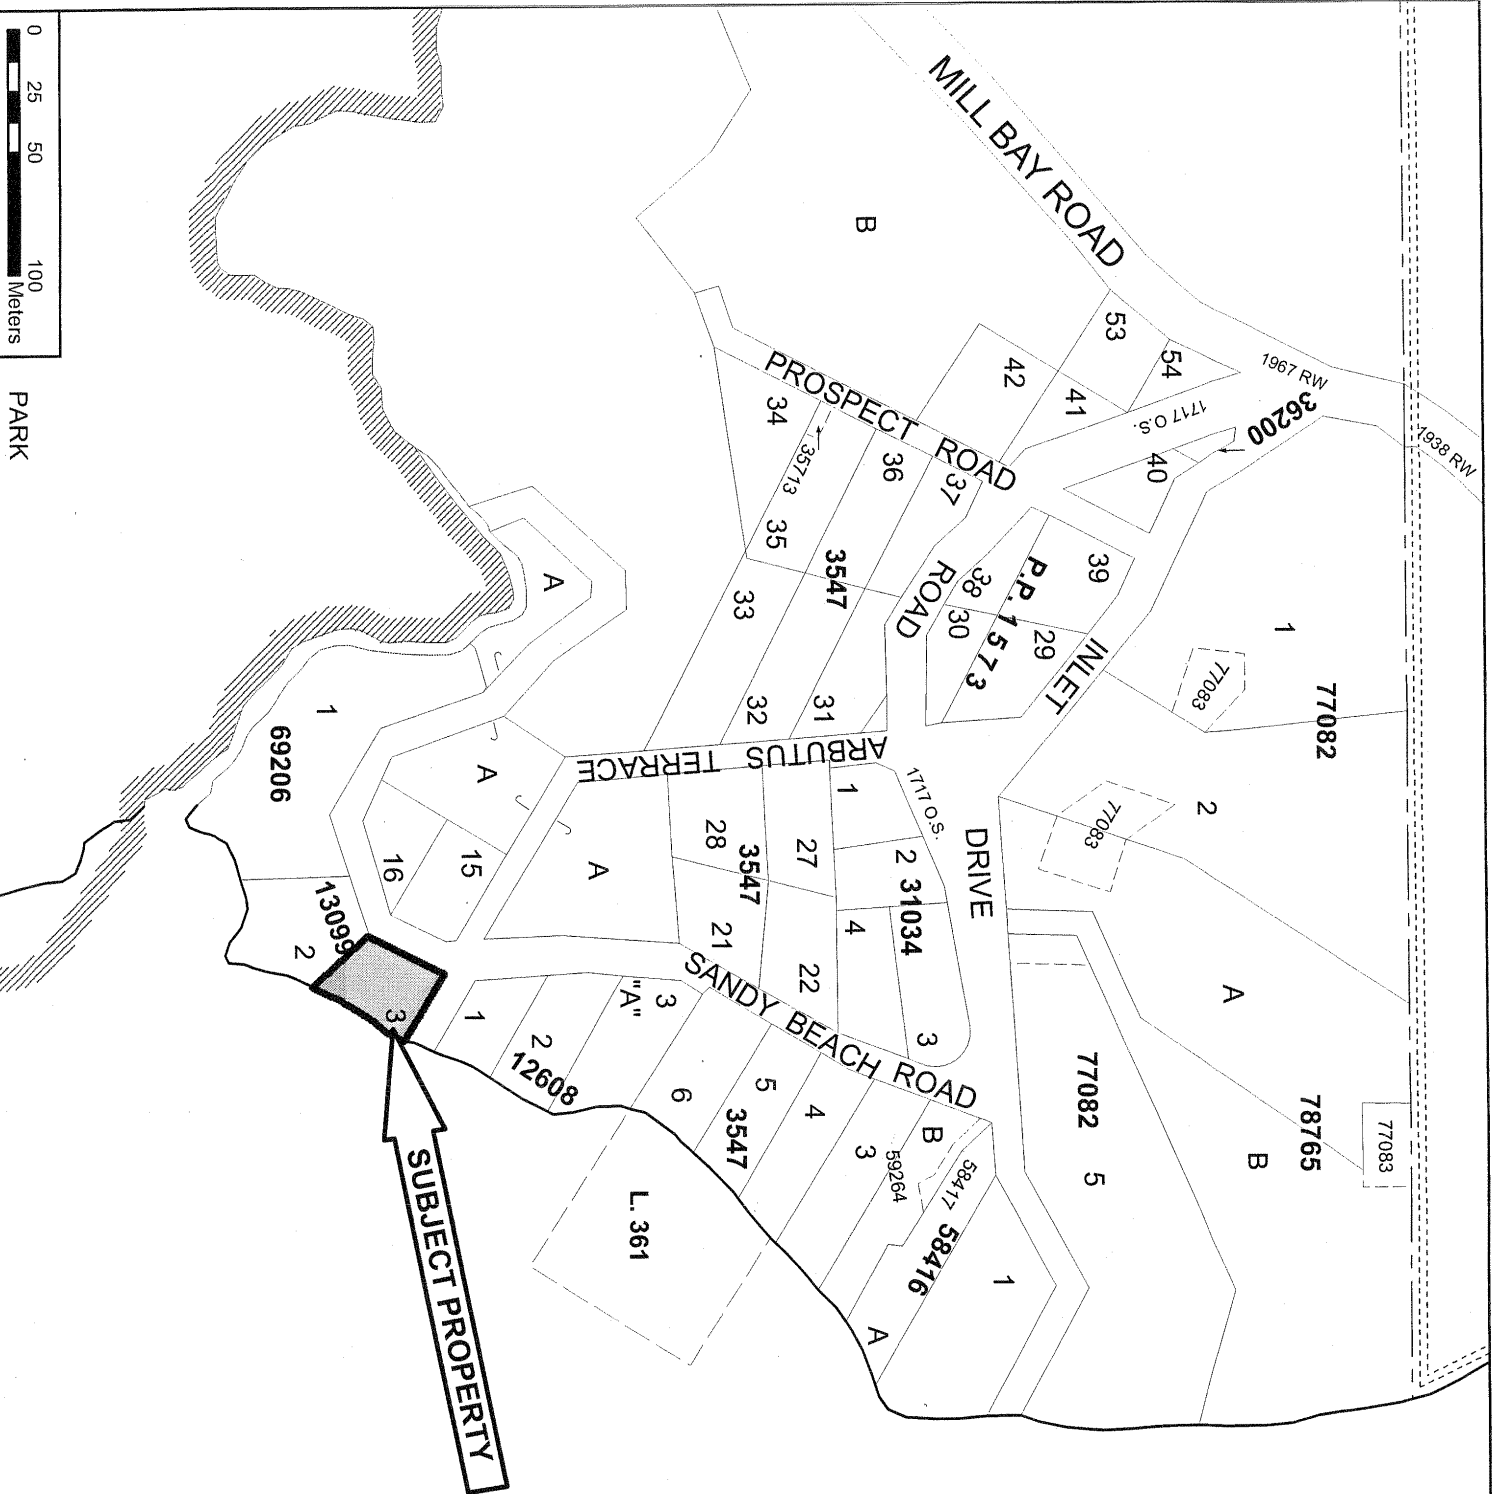 MILL BAY ROAD
1967 RW
1938 RW
36200
1717 O.S.
B
53
54
42
41
40
PROSPECT ROAD
34
35713
35
36
37
3547
33
32
31
ROAD
38
30
P.P. 1573
39
29
INLET
DRIVE
1
77082
77083
2
77083
A
78765
B
77083
77082
5
ARBUTUS TERRACE
1717 O.S.
1
2
31034
4
3
27
28
3547
21
22
A
SANDY BEACH ROAD
A
A
1
69206
15
16
13099
2
3
1
2
12608
3
"A"
6
5
3547
4
3
B
59264
58417
58416
1
A
L. 361
SUBJECT PROPERTY
0 25 50 100
Meters
PARK